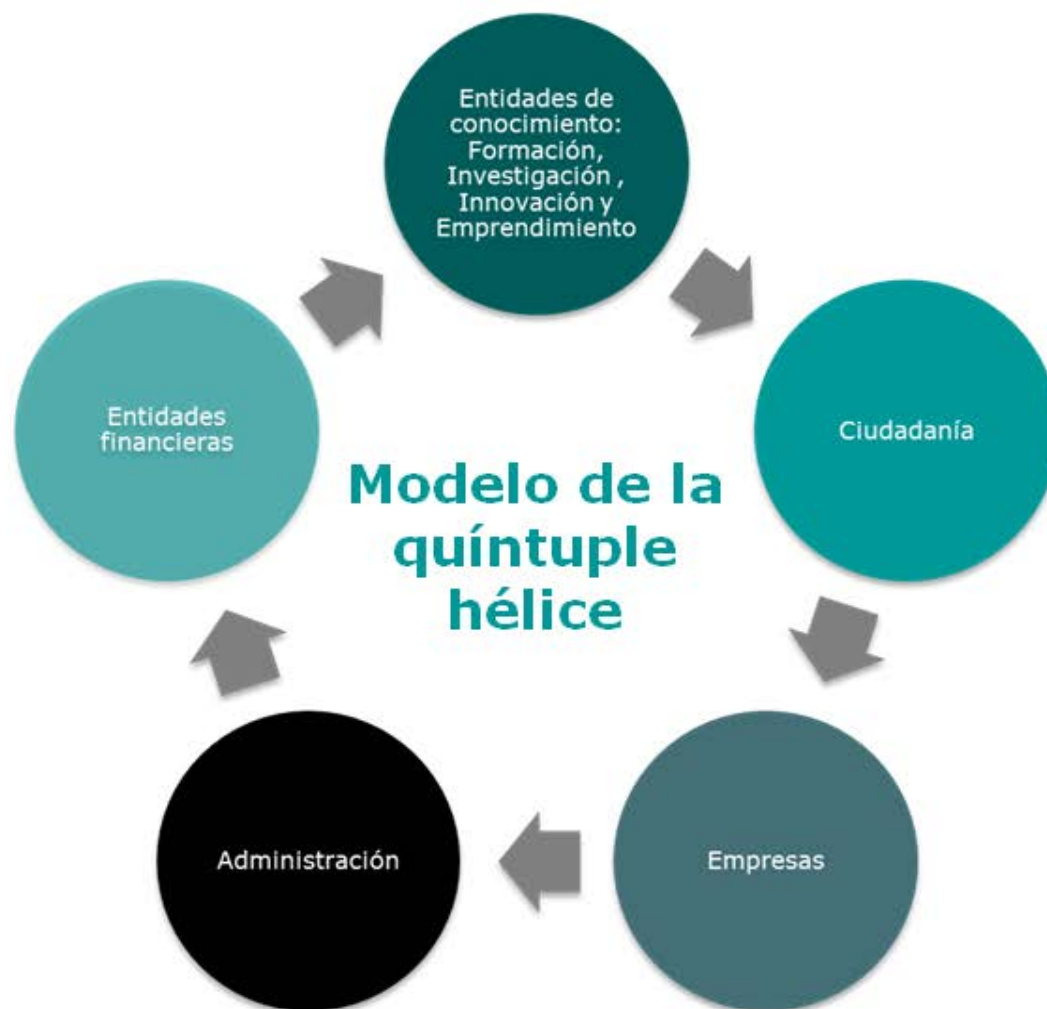 Entidades de
conocimiento:
Formación,
Investigación ,
Innovación y
Emprendimiento
Ciudadanía
Empresas
Administración
Entidades
financieras
Modelo de la
quíntuple
hélice